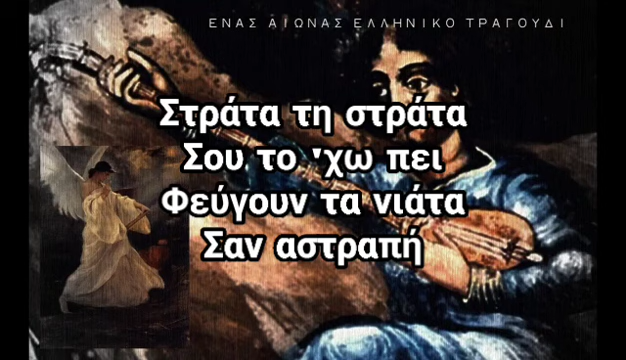 ΕΝΑΣ ΑΙΩΝΑΣ ΕΛΛΗΝΙΚΟ ΤΡΑΓΟΥΔΙ
Στράτα τη στράτα
Σου το 'χω πει
Φεύγουν τα νιάτα
Σαν αστραπή